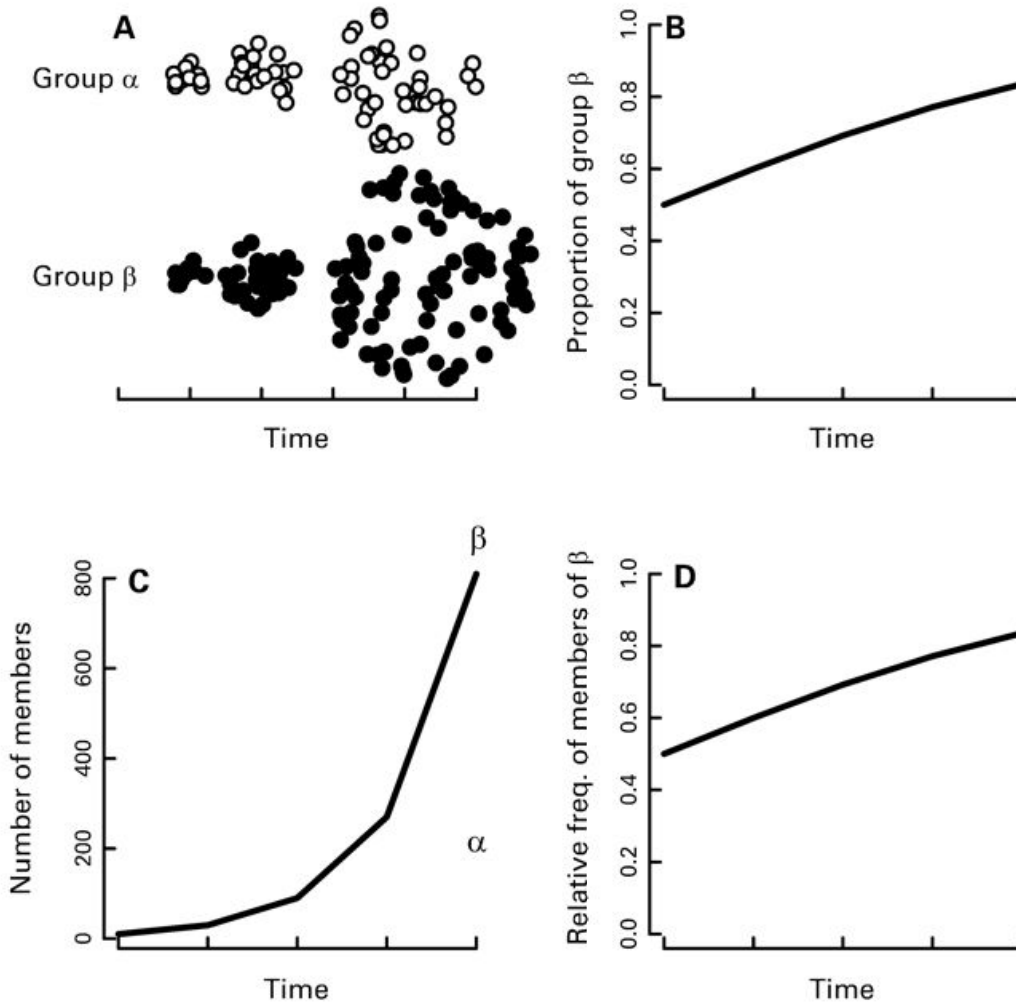 A
Group α
Group β
Time
B
Proportion of group β
0.0 0.2 0.4 0.6 0.8 1.0
Time
C
β
α
Number of members
0 200 400 600 800
Time
D
Relative freq. of members of β
0.0 0.2 0.4 0.6 0.8 1.0
Time